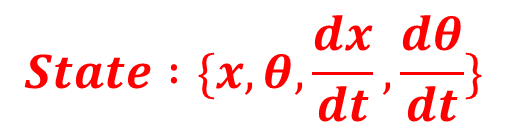 State : {x, θ, dx/dt, dθ/dt}